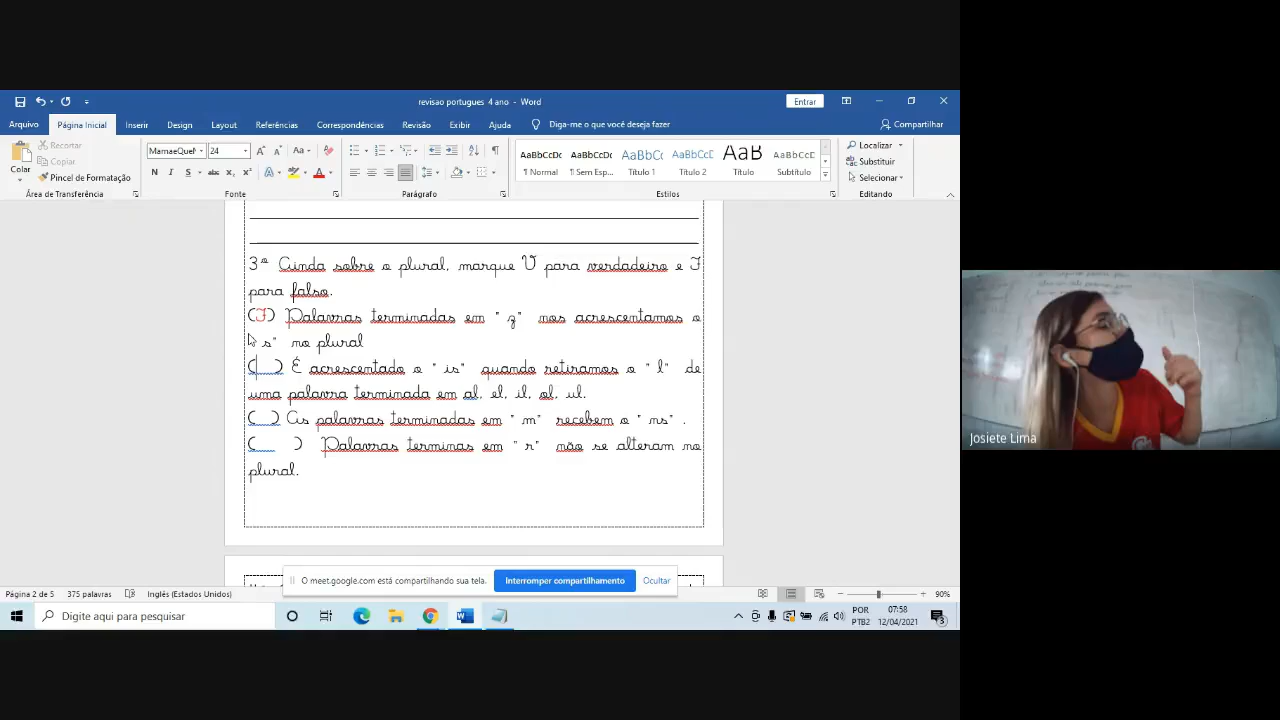 revisao portugues 4 ano - Word
Entrar
Arquivo Página Inicial Inserir Design Layout Referências Correspondências Revisão Exibir Ajuda Diga-me o que você deseja fazer Compartilhar
Colar
Recortar
Copiar
Pincel de Formatação
MamaeQueN 24
N I S abc
AaBbCcDc AaBbCcDc AaBbCc AaBbCcD AaB AaBbCcD
¶ Normal ¶ Sem Esp... Título 1 Título 2 Título Subtítulo
Localizar
Substituir
Selecionar
Área de Transferência Fonte Parágrafo Estilos Editando
3ª Ainda sobre o plural, marque V para verdadeiro e F
para falso.
(F) Palavras terminadas em " z" nos acrescentamos o
s" no plural
( ) É acrescentado o " is" quando retiramos o " l" de
uma palavra terminada em al, el, il, ol, ul.
( ) As palavras terminadas em " m" recebem o " ns" .
( ) Palavras terminas em " r" não se alteram no
plural.
O meet.google.com está compartilhando sua tela. Interromper compartilhamento Ocultar
Página 2 de 5 375 palavras Inglês (Estados Unidos) 90%
Digite aqui para pesquisar
POR
PTB2
07:58
12/04/2021
3
Josiete Lima